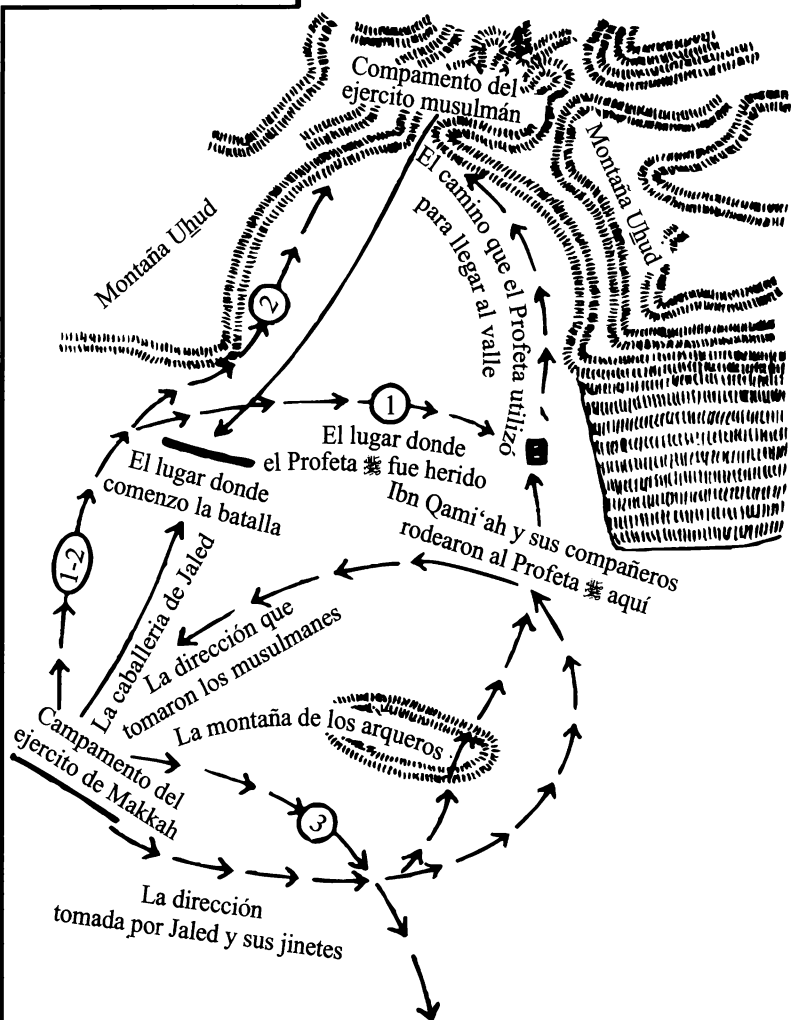 Compamento del
ejercito musulmán
Montaña Uhud
Montaña Uhud
El camino que el Profeta utilizó
para llegar al valle
2
1
El lugar donde
el Profeta ﷺ fue herido
El lugar donde
comenzo la batalla
Ibn Qami‘ah y sus compañeros
rodearon al Profeta ﷺ aquí
1-2
La caballeria de Jaled
La dirección que
tomaron los musulmanes
La montaña de los arqueros
Campamento del
ejercito de Makkah
3
La dirección
tomada por Jaled y sus jinetes